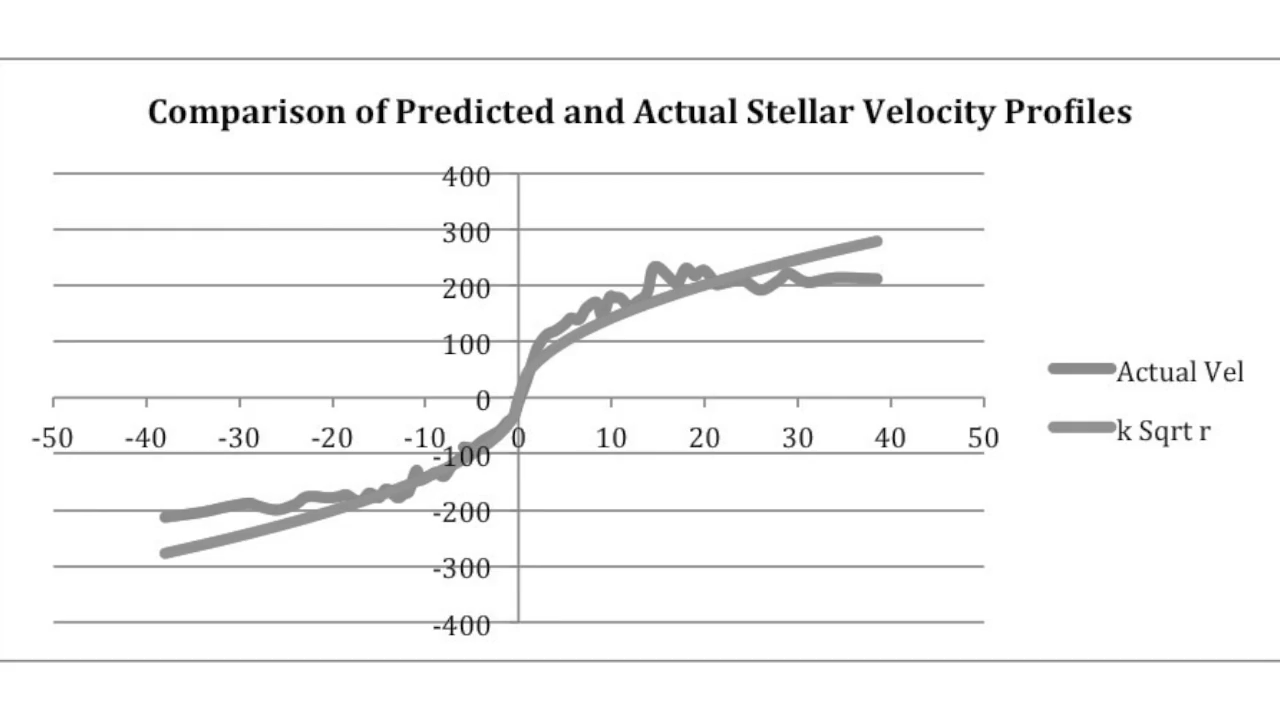 Comparison of Predicted and Actual Stellar Velocity Profiles
400
300
200
100
0
-50 -40 -30 -20 -10 0 10 20 30 40 50
-100
-200
-300
-400
Actual Vel
k Sqrt r